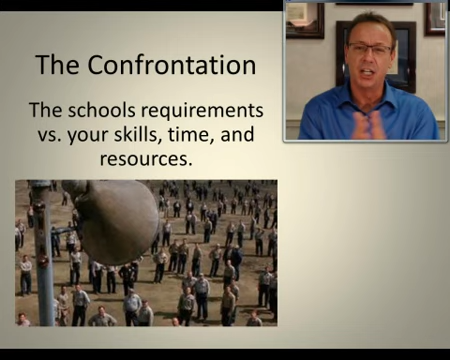 The Confrontation
The schools requirements
vs. your skills, time, and
resources.